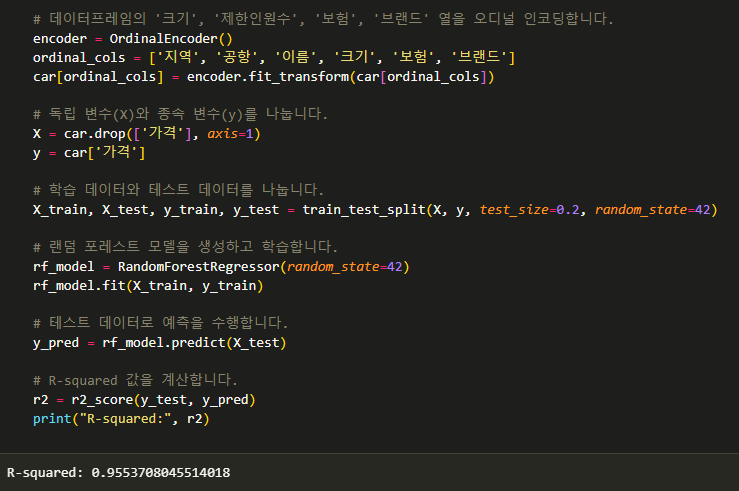 # 데이터프레임의 '크기', '제한인원수', '보험', '브랜드' 열을 오디널 인코딩합니다.
encoder = OrdinalEncoder()
ordinal_cols = ['지역', '공항', '이름', '크기', '보험', '브랜드']
car[ordinal_cols] = encoder.fit_transform(car[ordinal_cols])
# 독립 변수(X)와 종속 변수(y)를 나눕니다.
X = car.drop(['가격'], axis=1)
y = car['가격']
# 학습 데이터와 테스트 데이터를 나눕니다.
X_train, X_test, y_train, y_test = train_test_split(X, y, test_size=0.2, random_state=42)
# 랜덤 포레스트 모델을 생성하고 학습합니다.
rf_model = RandomForestRegressor(random_state=42)
rf_model.fit(X_train, y_train)
# 테스트 데이터로 예측을 수행합니다.
y_pred = rf_model.predict(X_test)
# R-squared 값을 계산합니다.
r2 = r2_score(y_test, y_pred)
print("R-squared:", r2)
R-squared: 0.9553708045514018